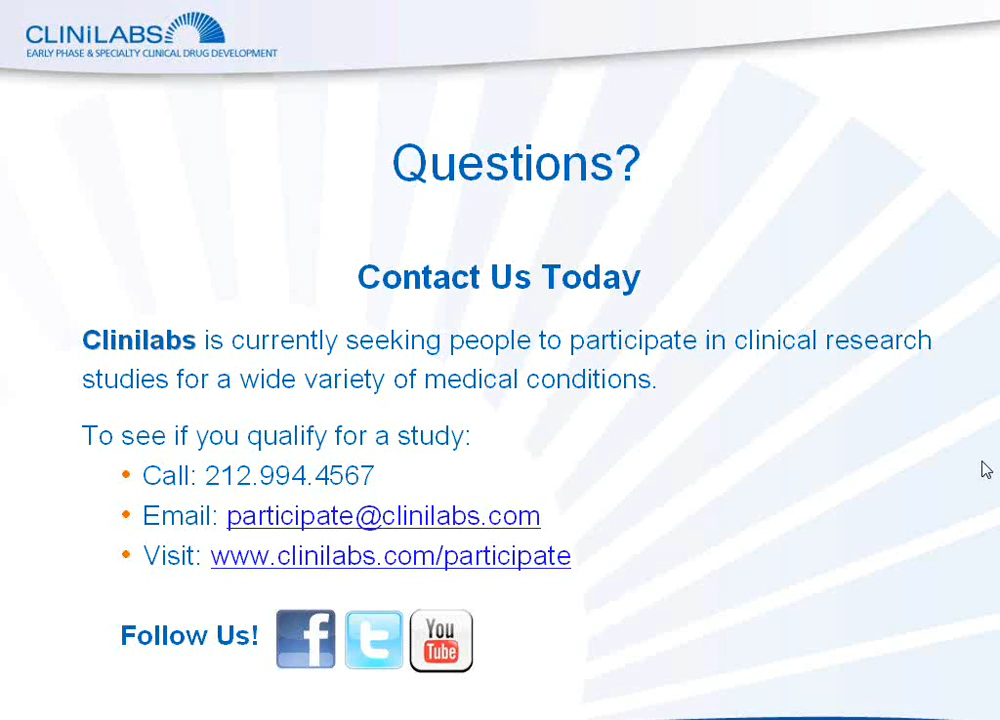 CLINiLABS
EARLY PHASE & SPECIALTY CLINICAL DRUG DEVELOPMENT
Questions?
Contact Us Today
Clinilabs is currently seeking people to participate in clinical research
studies for a wide variety of medical conditions.
To see if you qualify for a study:
• Call: 212.994.4567
• Email: participate@clinilabs.com
• Visit: www.clinilabs.com/participate
Follow Us! f t You
Tube